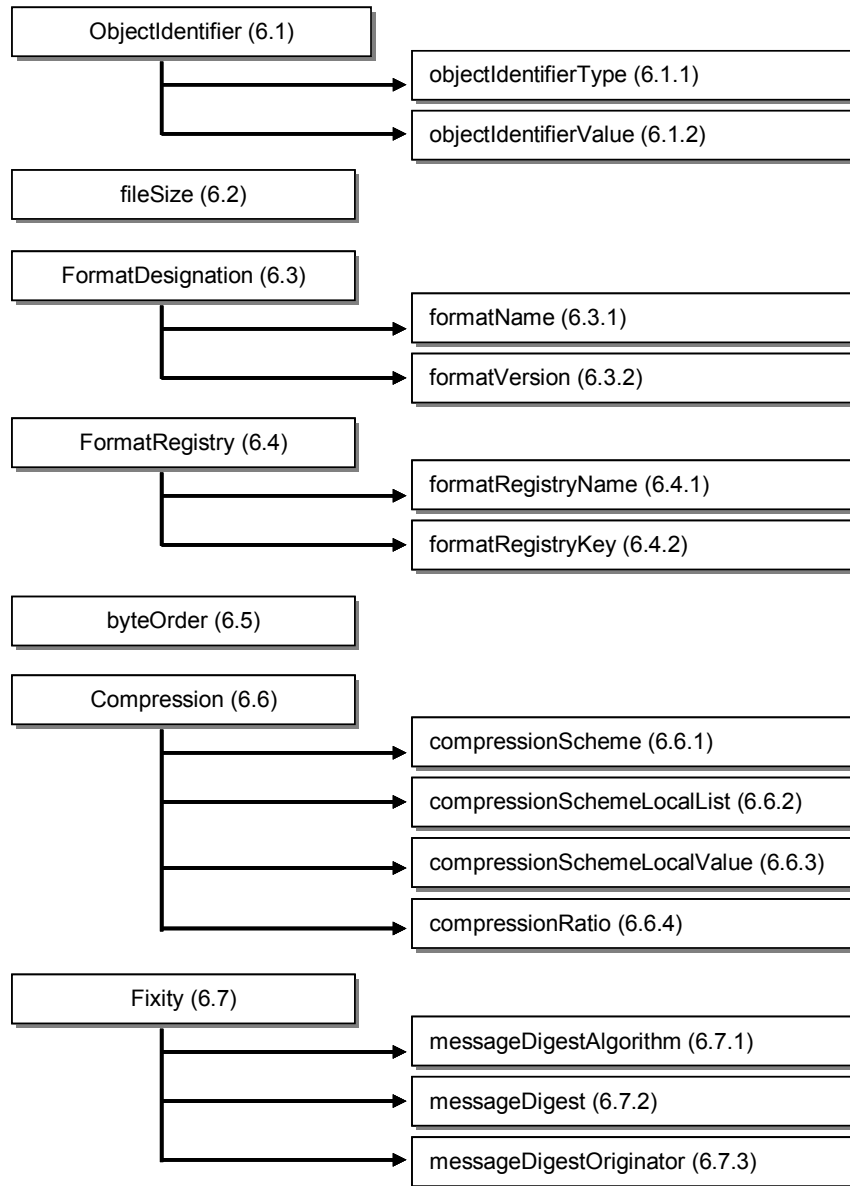 ObjectIdentifier (6.1)
objectIdentifierType (6.1.1)
objectIdentifierValue (6.1.2)
fileSize (6.2)
FormatDesignation (6.3)
formatName (6.3.1)
formatVersion (6.3.2)
FormatRegistry (6.4)
formatRegistryName (6.4.1)
formatRegistryKey (6.4.2)
byteOrder (6.5)
Compression (6.6)
compressionScheme (6.6.1)
compressionSchemeLocalList (6.6.2)
compressionSchemeLocalValue (6.6.3)
compressionRatio (6.6.4)
Fixity (6.7)
messageDigestAlgorithm (6.7.1)
messageDigest (6.7.2)
messageDigestOriginator (6.7.3)